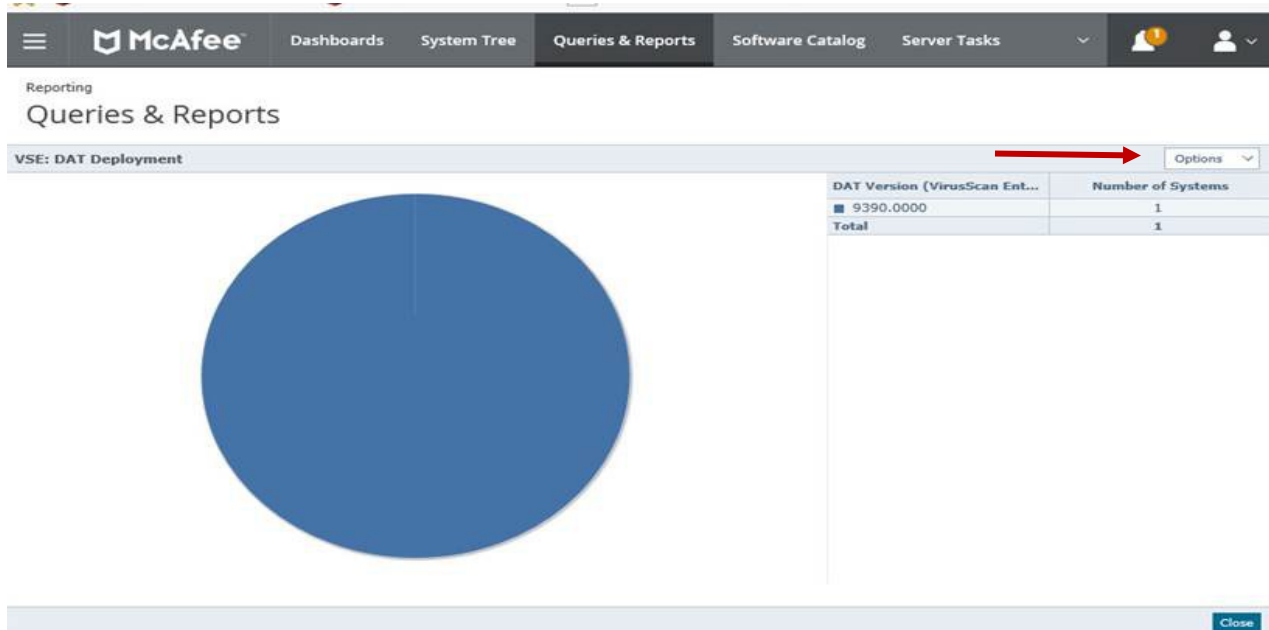 McAfee Dashboards System Tree Queries & Reports Software Catalog Server Tasks 1
Reporting
Queries & Reports
VSE: DAT Deployment Options
DAT Version (VirusScan Ent... Number of Systems
9390.0000 1
Total 1
Close